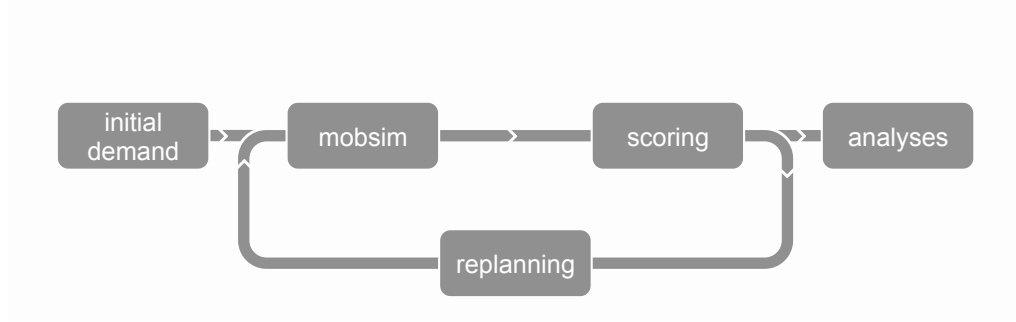 initial
demand
mobsim
scoring
analyses
replanning